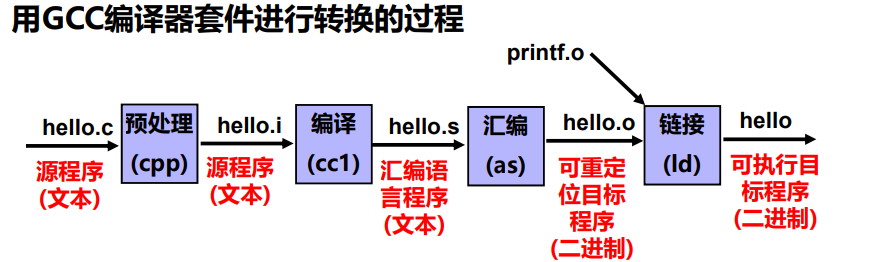 用GCC编译器套件进行转换的过程
printf.o
hello.c
预处理
(cpp)
hello.i
编译
(cc1)
hello.s
汇编
(as)
hello.o
链接
(ld)
hello
源程序
(文本)
源程序
(文本)
汇编语
言程序
(文本)
可重定
位目标
程序
(二进制)
可执行目
标程序
(二进制)